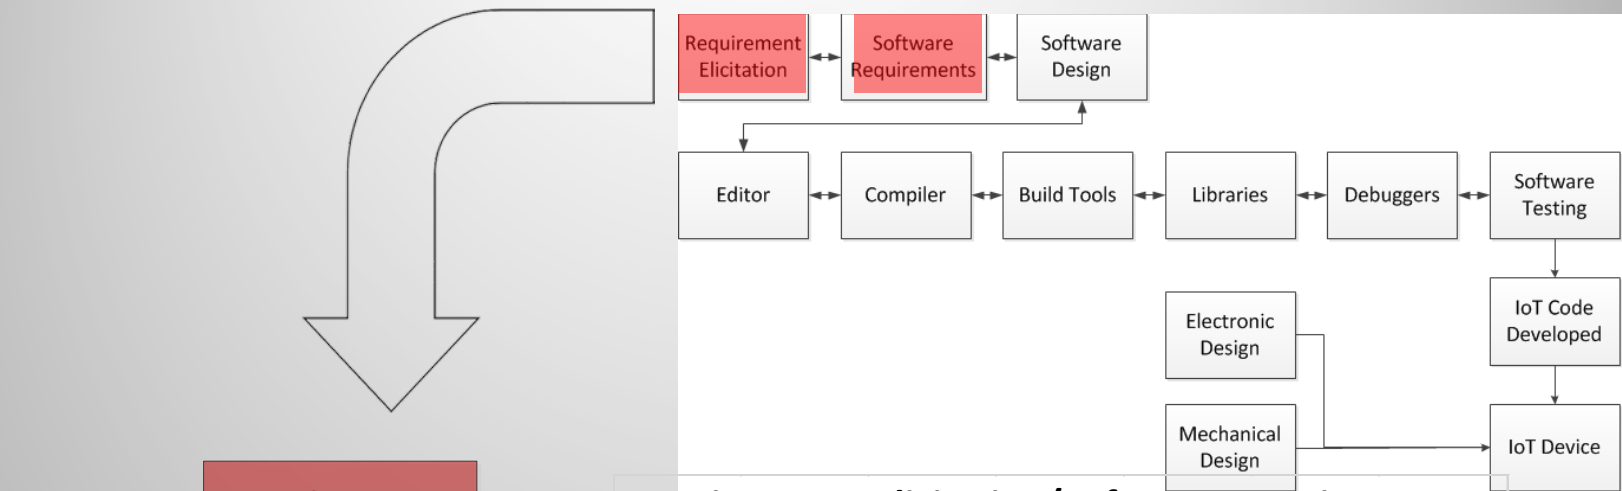 Requirement
Elicitation
Software
Requirements
Software
Design
Editor
Compiler
Build Tools
Libraries
Debuggers
Software
Testing
Electronic
Design
IoT Code
Developed
Mechanical
Design
IoT Device